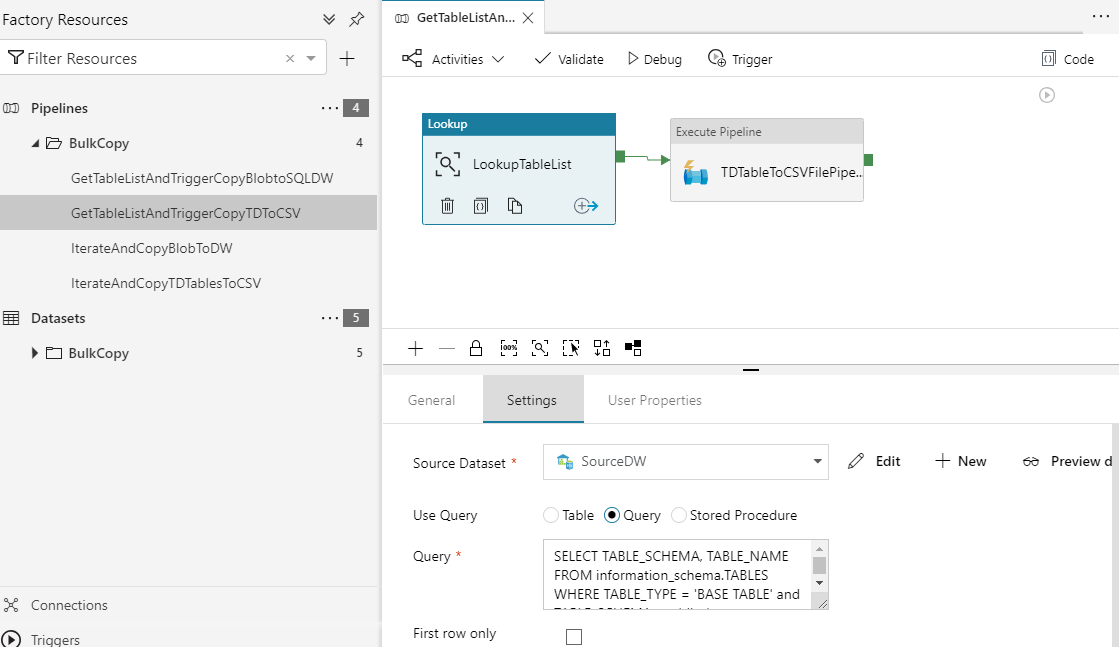 Factory Resources
Filter Resources
Pipelines
4
BulkCopy
4
GetTableListAndTriggerCopyBlobtoSQLDW
GetTableListAndTriggerCopyTDToCSV
IterateAndCopyBlobToDW
IterateAndCopyTDTablesToCSV
Datasets
5
BulkCopy
5
Connections
Triggers
GetTableListAn...
Activities
Validate
Debug
Trigger
Code
Lookup
LookupTableList
Execute Pipeline
TDTableToCSVFilePipe...
100%
General
Settings
User Properties
Source Dataset *
SourceDW
Edit
New
Preview d
Use Query
Table
Query
Stored Procedure
Query *
SELECT TABLE_SCHEMA, TABLE_NAME
FROM information_schema.TABLES
WHERE TABLE_TYPE = 'BASE TABLE' and
First row only